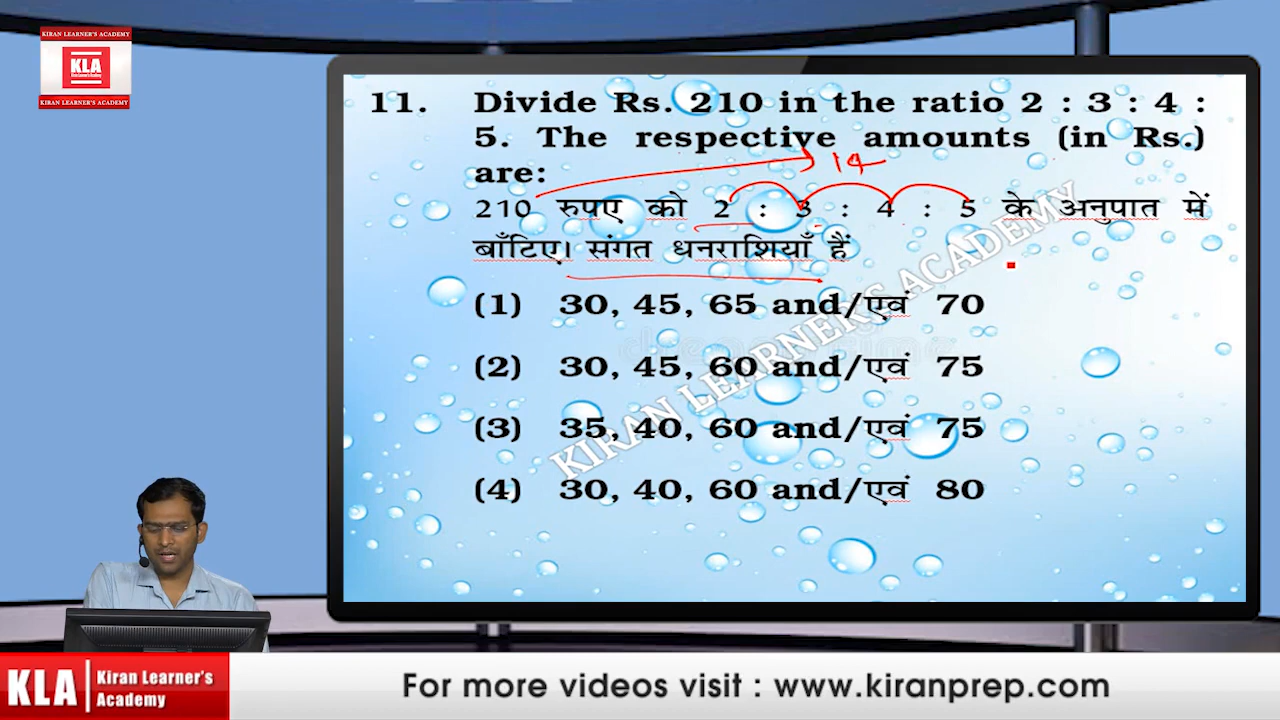 KIRAN LEARNER'S ACADEMY
KLA
Kiran Learner's Academy
KIRAN LEARNER'S ACADEMY
11. Divide Rs. 210 in the ratio 2 : 3 : 4 :
5. The respective amounts (in Rs.)
are:
14
210 रुपए को 2 : 3 : 4 : 5 के अनुपात में
बाँटिए। संगत धनराशियाँ हैं
(1) 30, 45, 65 and/एवं 70
(2) 30, 45, 60 and/एवं 75
(3) 35, 40, 60 and/एवं 75
(4) 30, 40, 60 and/एवं 80
KIRAN LEARNERS ACADEMY
KLA
Kiran Learner's
Academy
For more videos visit : www.kiranprep.com